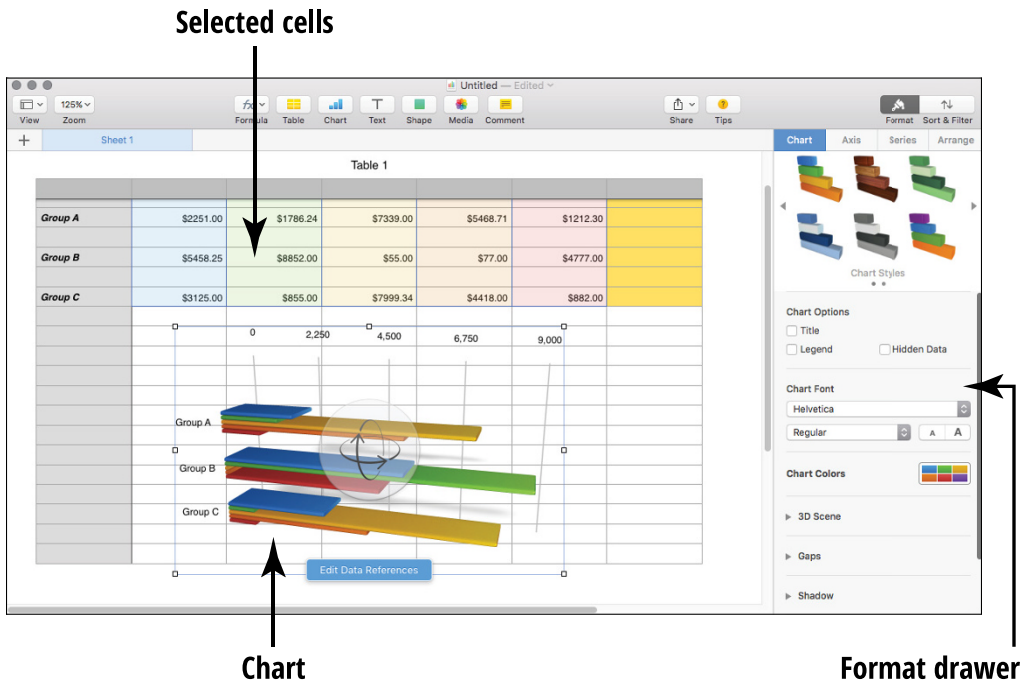 Selected cells
Untitled — Edited
125%
fx
View Zoom Formula Table Chart Text Shape Media Comment Share Tips Format Sort & Filter
+ Sheet 1 Chart Axis Series Arrange
Table 1
Group A $2251.00 $1786.24 $7339.00 $5468.71 $1212.30
Group B $5458.25 $8852.00 $55.00 $77.00 $4777.00
Group C $3125.00 $855.00 $7999.34 $4418.00 $882.00
0 2,250 4,500 6,750 9,000
Group A
Group B
Group C
Edit Data References
Chart Styles
Chart Options
Title
Legend Hidden Data
Chart Font
Helvetica
Regular A A
Chart Colors
3D Scene
Gaps
Shadow
Chart
Format drawer